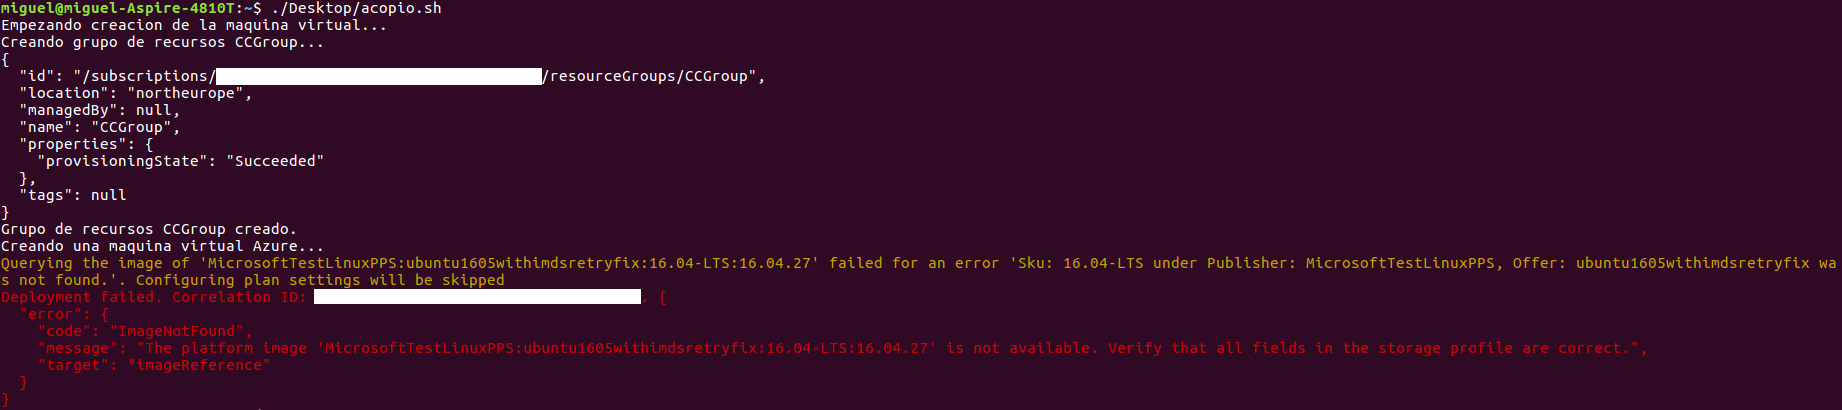 miguel@miguel-Aspire-4810T:~$ ./Desktop/acopio.sh
Empezando creacion de la maquina virtual...
Creando grupo de recursos CCGroup...
{
  "id": "/subscriptions/                                    /resourceGroups/CCGroup",
  "location": "northeurope",
  "managedBy": null,
  "name": "CCGroup",
  "properties": {
    "provisioningState": "Succeeded"
  },
  "tags": null
}
Grupo de recursos CCGroup creado.
Creando una maquina virtual Azure...
Querying the image of 'MicrosoftTestLinuxPPS:ubuntu1605withimdsretryfix:16.04-LTS:16.04.27' failed for an error 'Sku: 16.04-LTS under Publisher: MicrosoftTestLinuxPPS, Offer: ubuntu1605withimdsretryfix wa
s not found.'. Configuring plan settings will be skipped
Deployment failed. Correlation ID:                                     . {
  "error": {
    "code": "ImageNotFound",
    "message": "The platform image 'MicrosoftTestLinuxPPS:ubuntu1605withimdsretryfix:16.04-LTS:16.04.27' is not available. Verify that all fields in the storage profile are correct.",
    "target": "imageReference"
  }
}